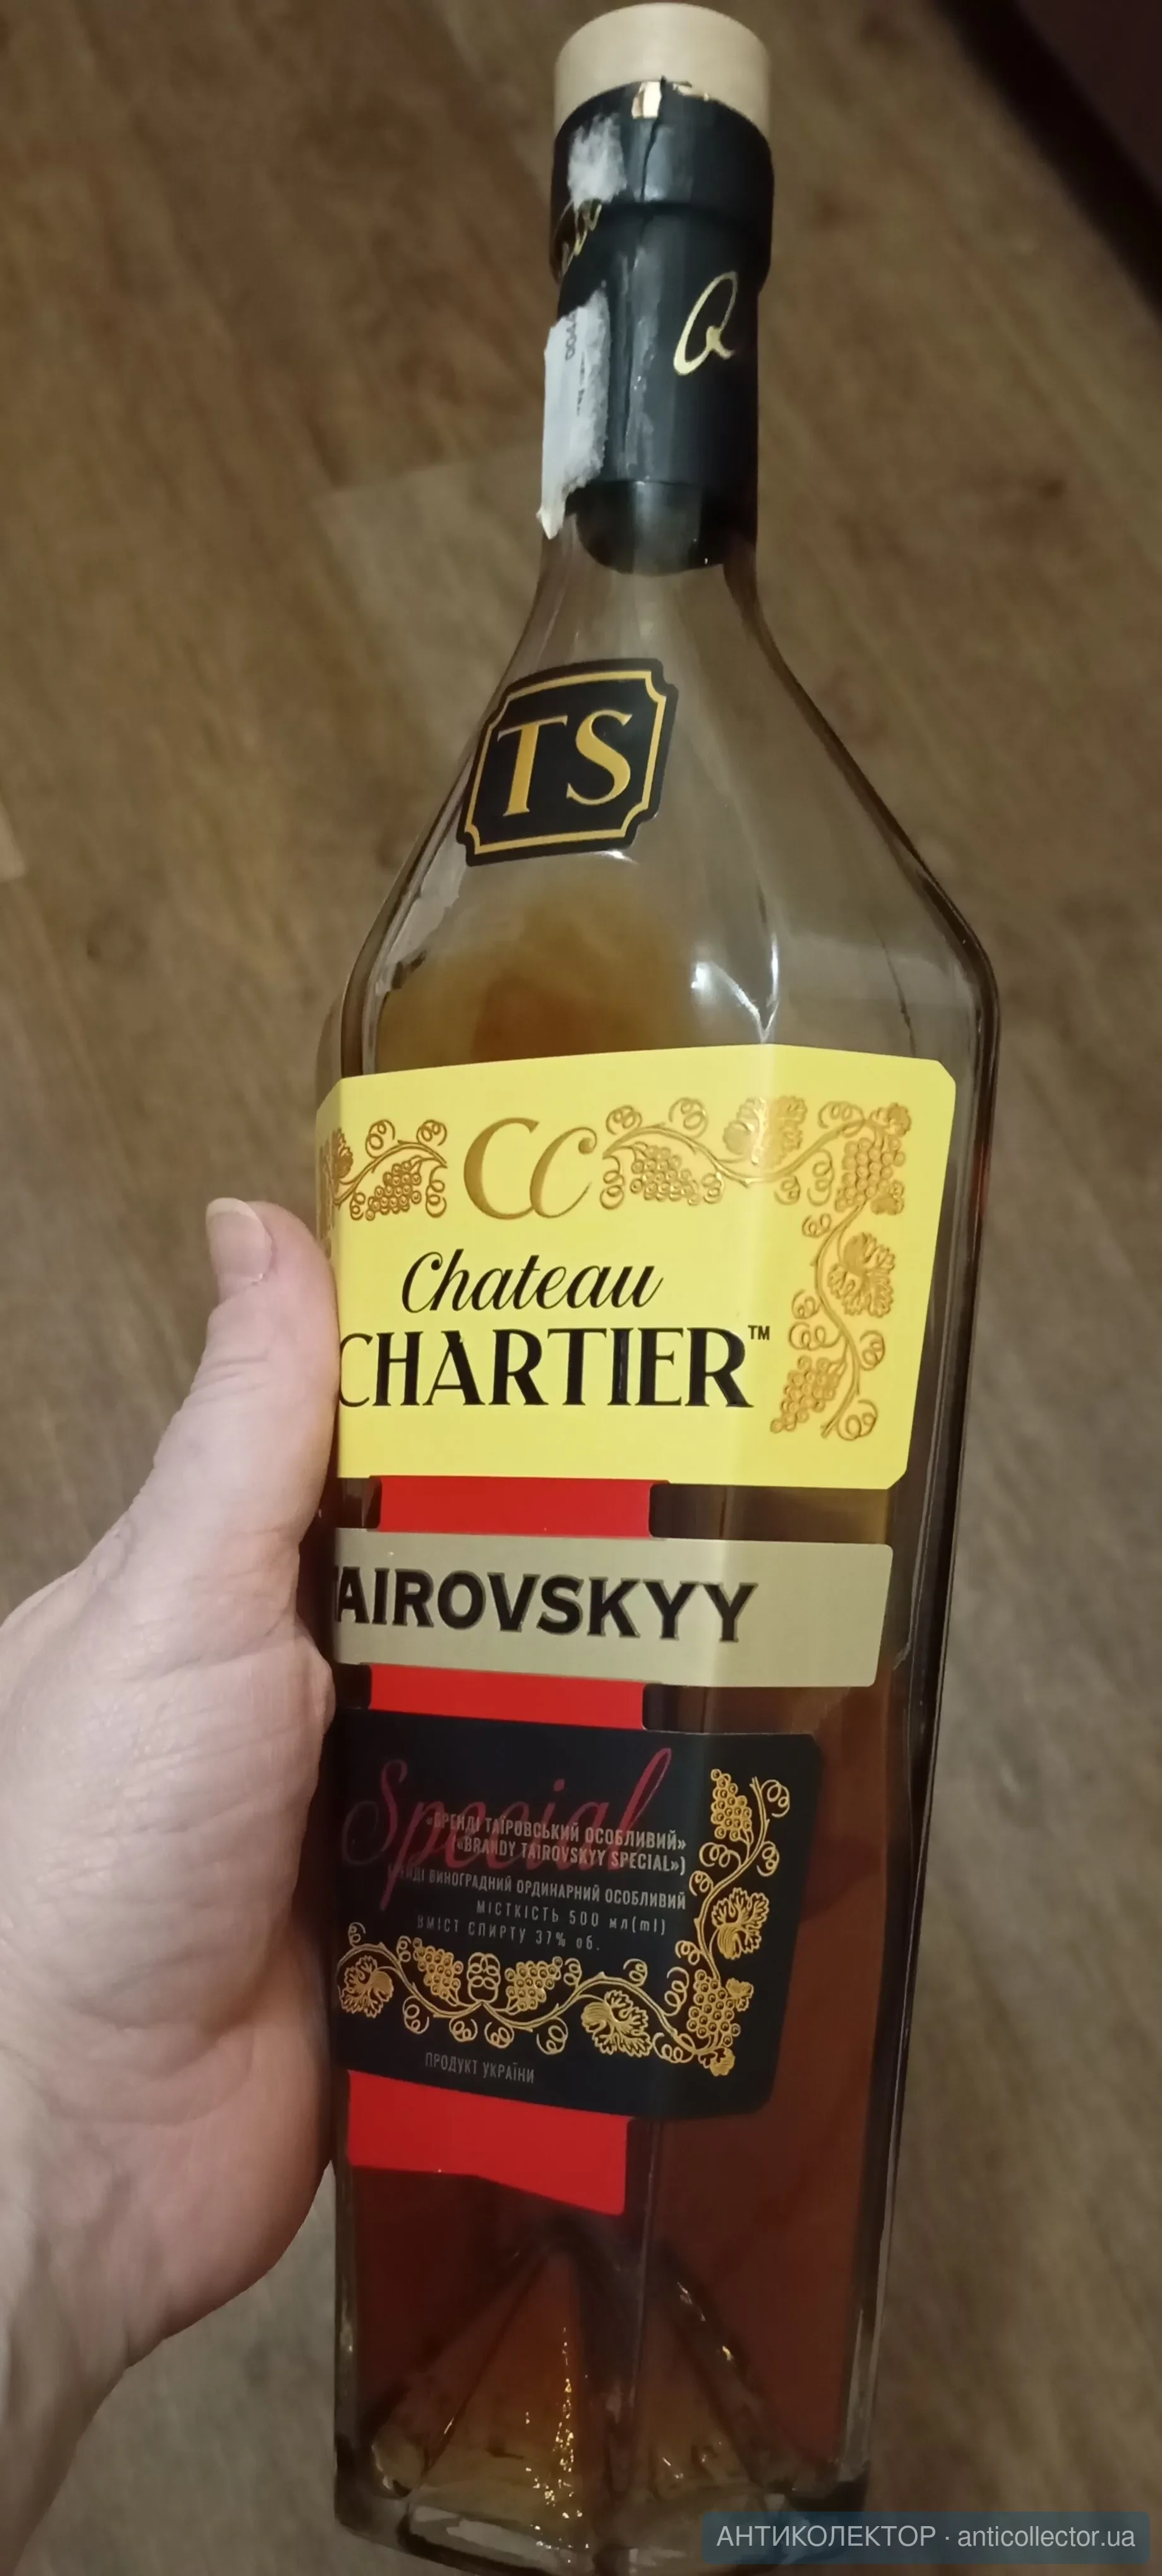 Q
TS
CC
Chateau
CHARTIER™
TAIROVSKYY
Special
«БРЕНДІ ТАЇРОВСЬКИЙ ОСОБЛИВИЙ»
(«BRANDY TAIROVSKYY SPECIAL»)
БРЕНДІ ВИНОГРАДНИЙ ОРДИНАРНИЙ ОСОБЛИВИЙ
МІСТКІСТЬ 500 мл(ml)
ВМІСТ СПИРТУ 37% об.
ПРОДУКТ УКРАЇНИ
АНТИКОЛЕКТОР · anticollector.ua